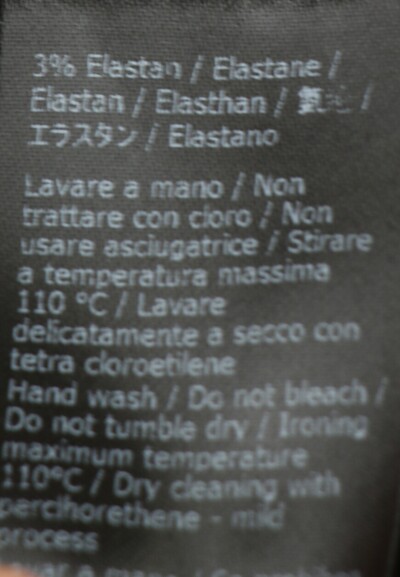 3% Elastan / Elastane /
Elastan / Elasthan / /
エラスタン / Elastano
Lavare a mano / Non
trattare con cloro / Non
usare asciugatrice / Stirare
a temperatura massima
110 °C / Lavare
delicatamente a secco con
tetra cloroetilene
Hand wash / Do not bleach /
Do not tumble dry / Ironing
maximum temperature
110°C / Dry cleaning with
perclhorethene - mild
process
a mano /